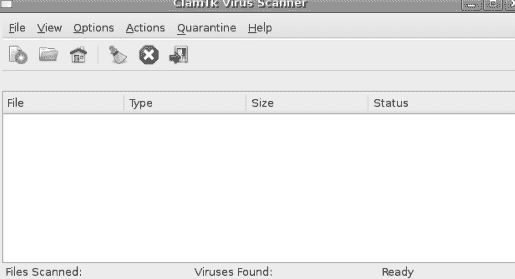 ClamTk Virus Scanner
File View Options Actions Quarantine Help
File Type Size Status
Files Scanned: Viruses Found: Ready